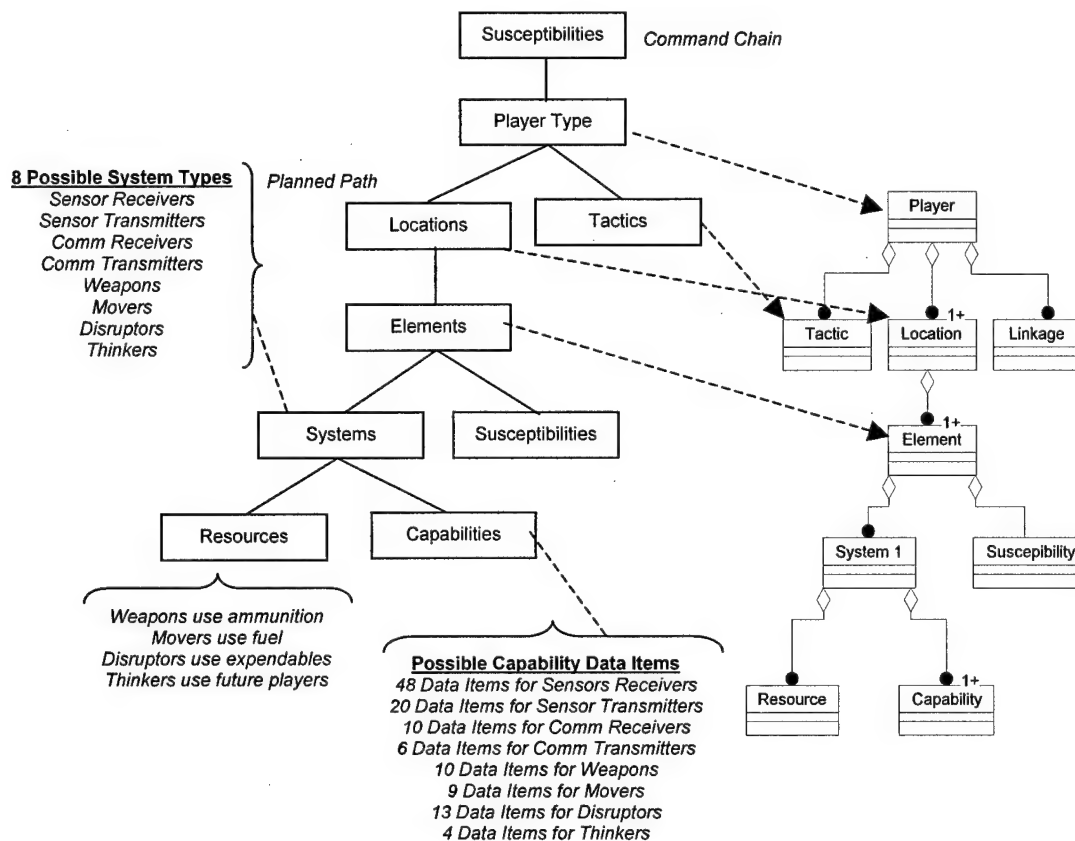 Susceptibilities
Command Chain
Player Type
8 Possible System Types
Sensor Receivers
Sensor Transmitters
Comm Receivers
Comm Transmitters
Weapons
Movers
Disruptors
Thinkers
Planned Path
Locations
Tactics
Player
Elements
1+
Tactic
Location
Linkage
Systems
Susceptibilities
1+
Element
Resources
Capabilities
System 1
Suscepibility
Weapons use ammunition
Movers use fuel
Disruptors use expendables
Thinkers use future players
Possible Capability Data Items
48 Data Items for Sensors Receivers
20 Data Items for Sensor Transmitters
10 Data Items for Comm Receivers
6 Data Items for Comm Transmitters
10 Data Items for Weapons
9 Data Items for Movers
13 Data Items for Disruptors
4 Data Items for Thinkers
1+
Resource
Capability